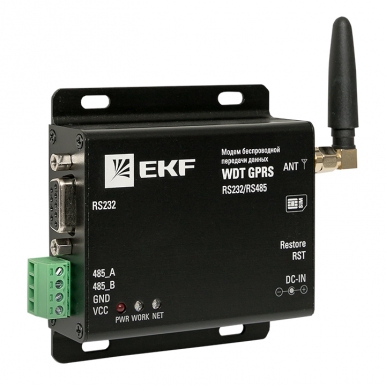 EKF
Модем беспроводной
передачи данных
WDT GPRS
RS232/RS485
ANT
SIM
RS232
Restore
RST
485_A
485_B
GND
VCC
DC-IN
PWR WORK NET